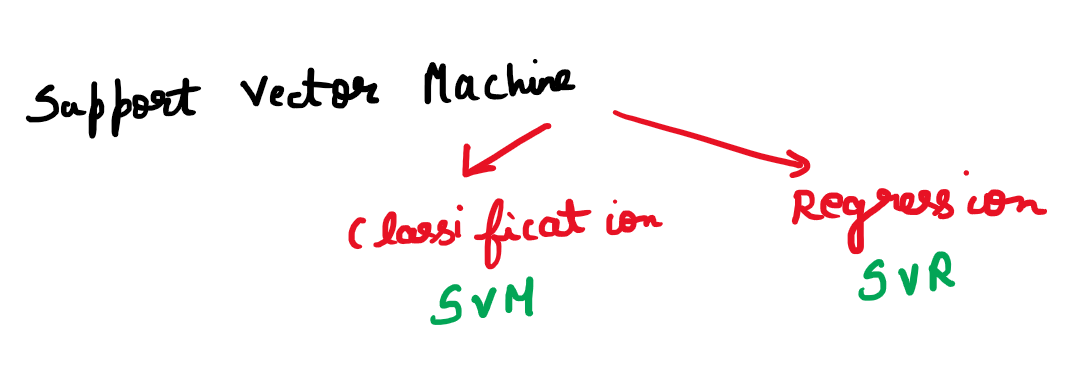 Support Vector Machine
Classification
Regression
SVM
SVR